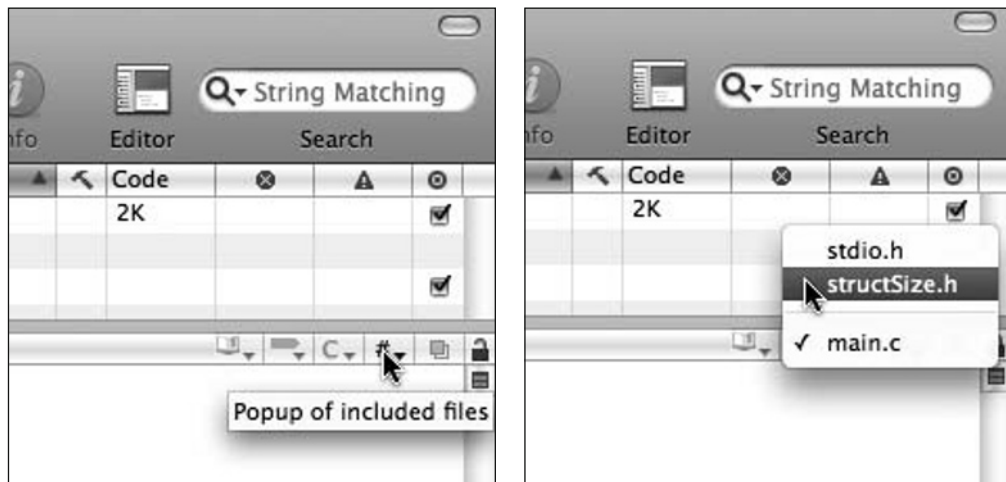 String Matching
nfo Editor Search
Code
2K
C #
Popup of included files
String Matching
nfo Editor Search
Code
2K
stdio.h
structSize.h
✓ main.c